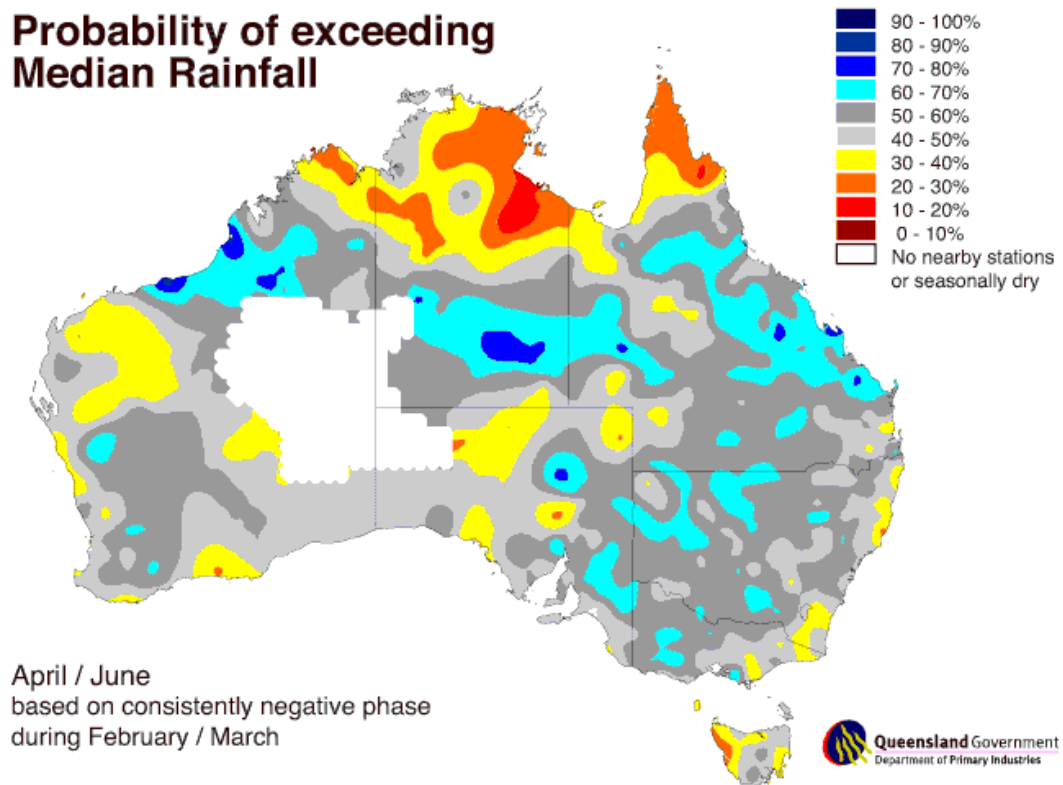 Probability of exceeding
Median Rainfall
90 - 100%
80 - 90%
70 - 80%
60 - 70%
50 - 60%
40 - 50%
30 - 40%
20 - 30%
10 - 20%
0 - 10%
No nearby stations
or seasonally dry
April / June
based on consistently negative phase
during February / March
Queensland Government
Department of Primary Industries